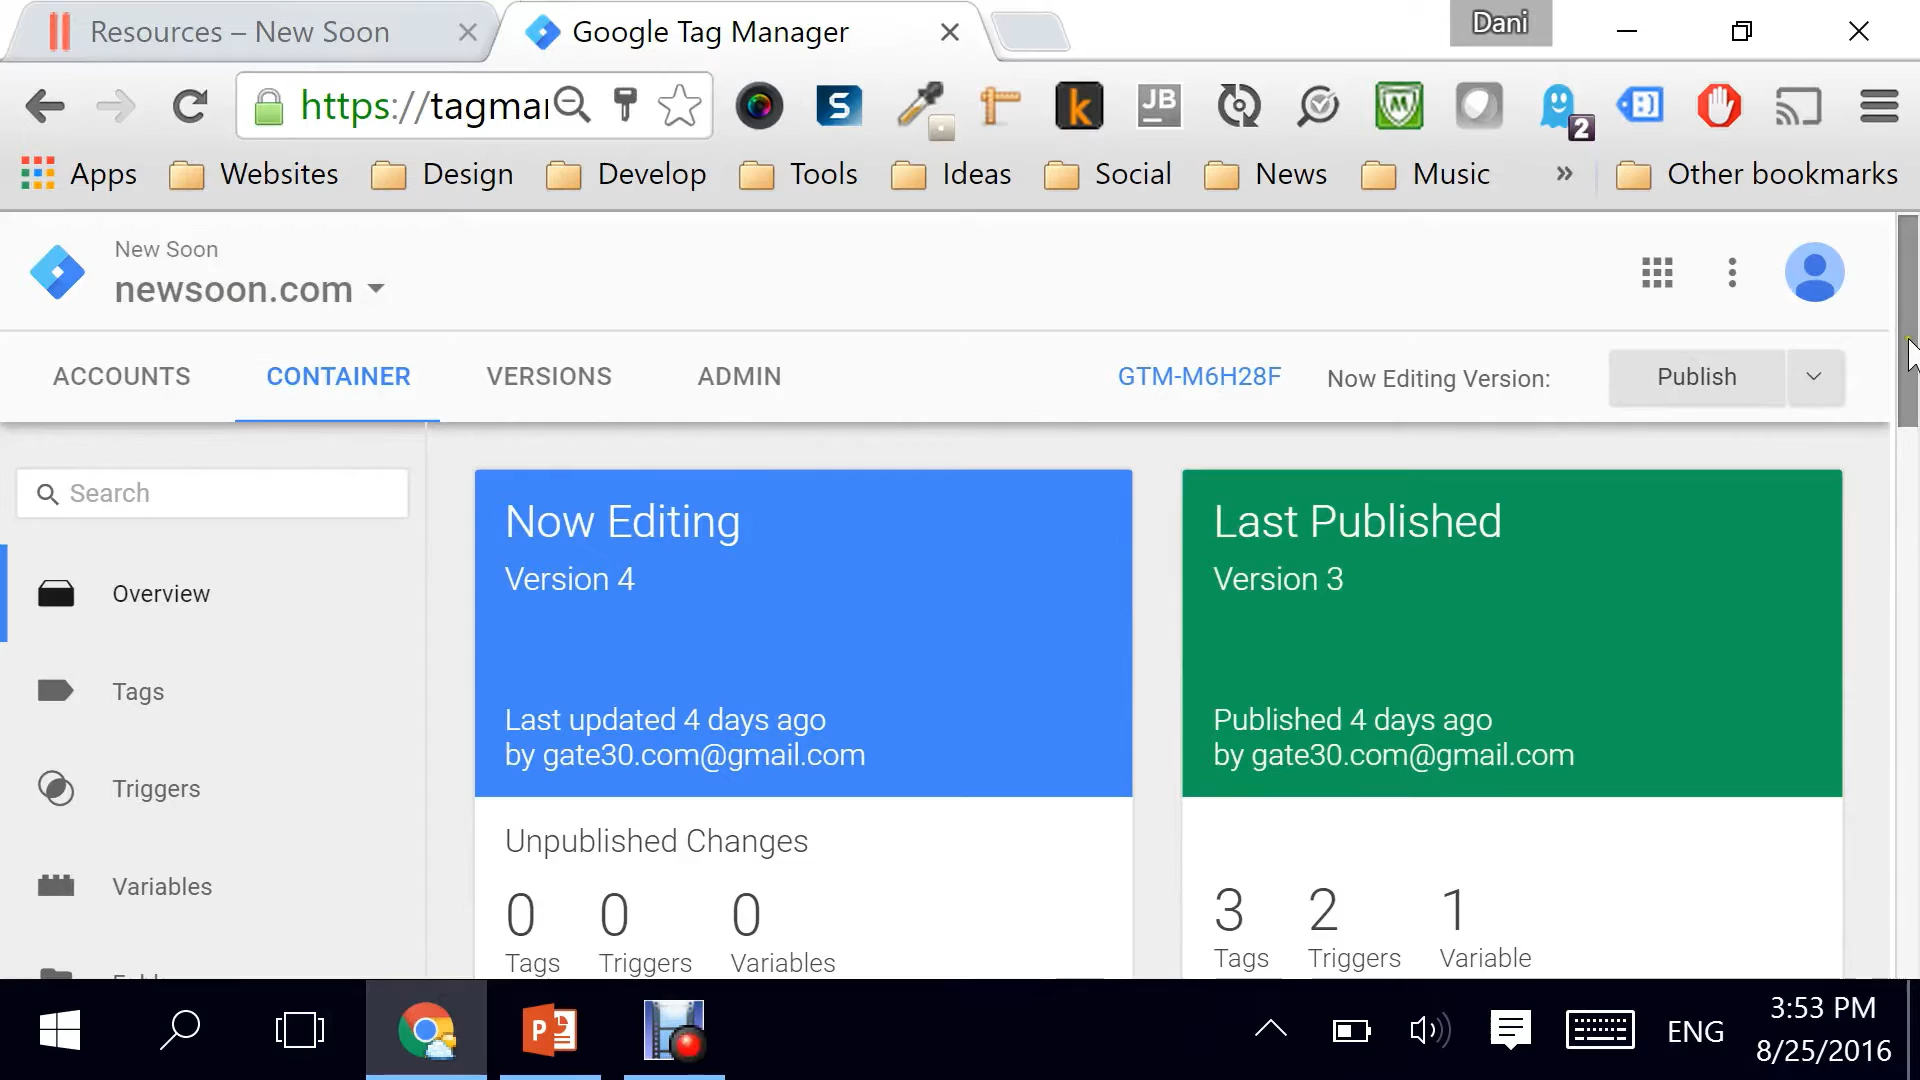 Resources – New Soon
Google Tag Manager
Dani
https://tagma
S
k
JB
M
2
Apps
Websites
Design
Develop
Tools
Ideas
Social
News
Music
»
Other bookmarks
New Soon
newsoon.com
ACCOUNTS
CONTAINER
VERSIONS
ADMIN
GTM-M6H28F
Now Editing Version:
Publish
Search
Overview
Tags
Triggers
Variables
Now Editing
Version 4
Last updated 4 days ago
by gate30.com@gmail.com
Unpublished Changes
0 0 0
Tags Triggers Variables
Last Published
Version 3
Published 4 days ago
by gate30.com@gmail.com
3 2 1
Tags Triggers Variable
P
ENG
3:53 PM
8/25/2016